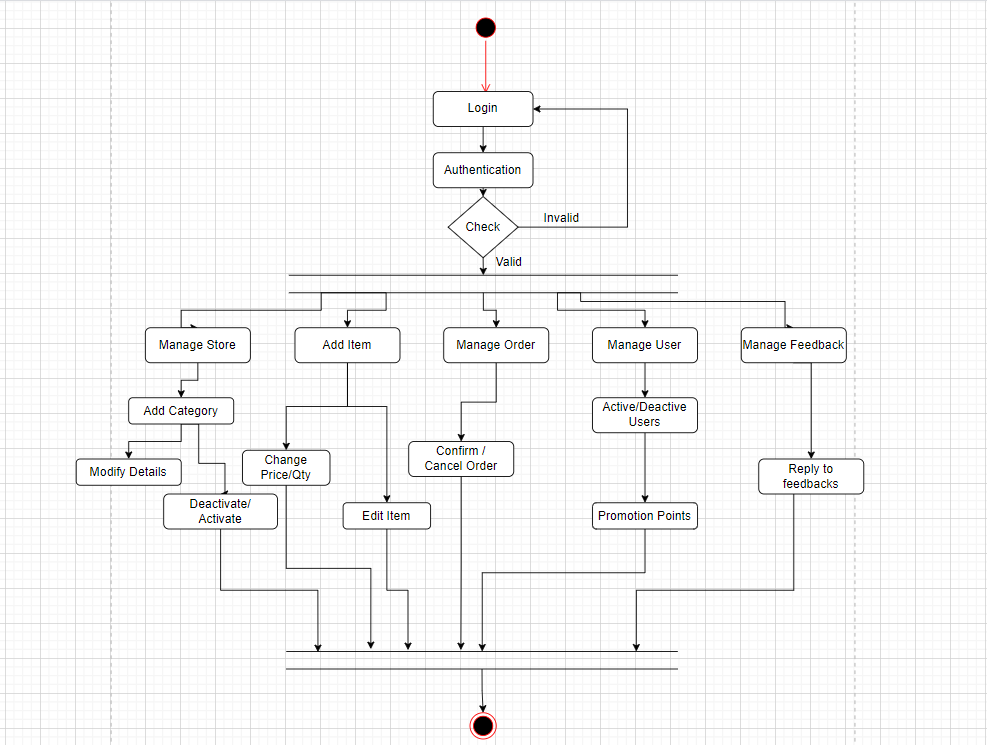 Login
Authentication
Check
Invalid
Valid
Manage Store
Add Item
Manage Order
Manage User
Manage Feedback
Add Category
Active/Deactive
Users
Modify Details
Change
Price/Qty
Confirm /
Cancel Order
Reply to
feedbacks
Deactivate/
Activate
Edit Item
Promotion Points